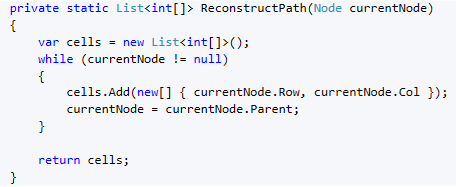 private static List<int[]> ReconstructPath(Node currentNode)
{
    var cells = new List<int[]>();
    while (currentNode != null)
    {
        cells.Add(new[] { currentNode.Row, currentNode.Col });
        currentNode = currentNode.Parent;
    }

    return cells;
}